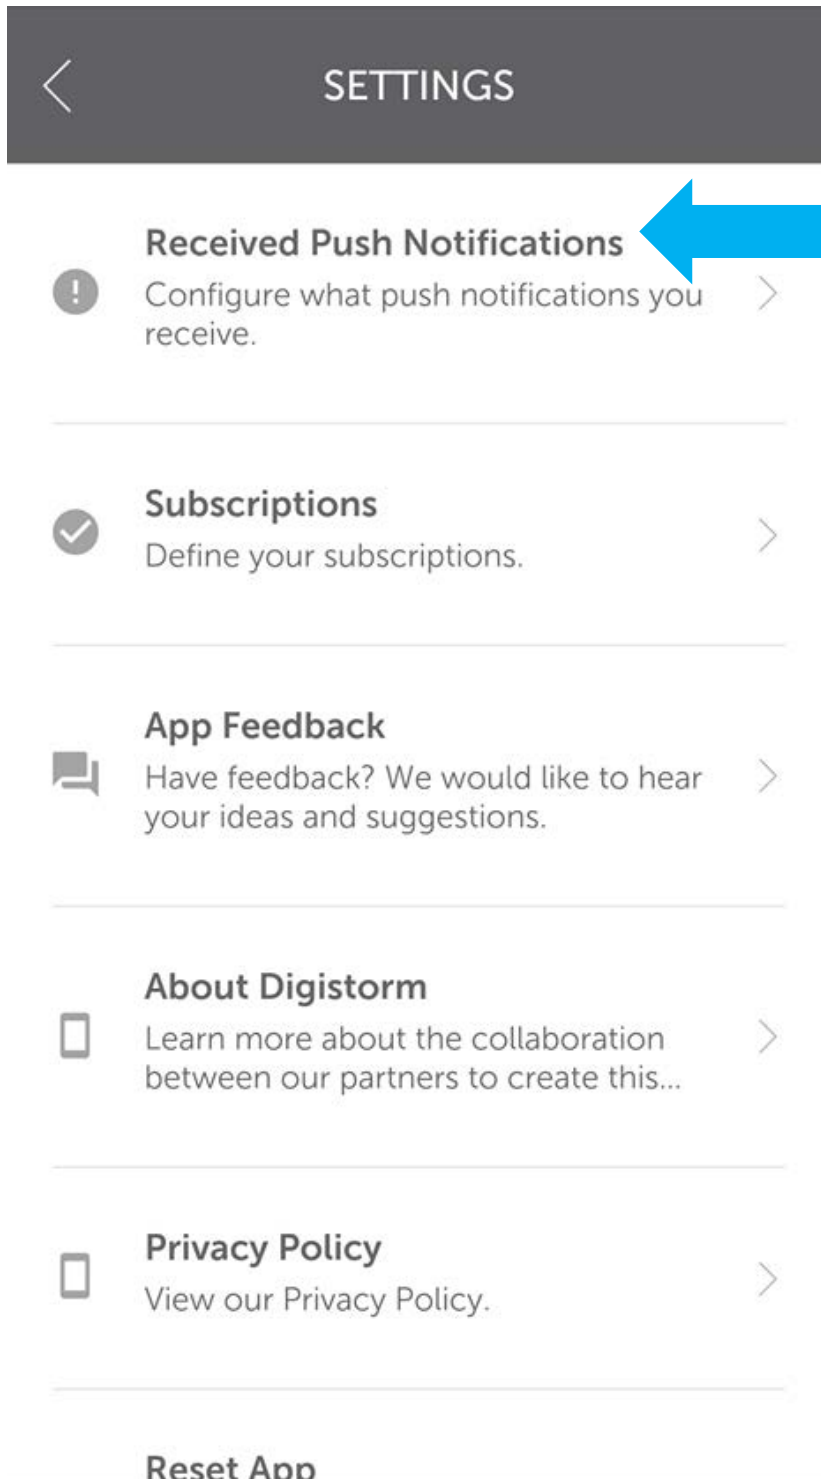 SETTINGS
Received Push Notifications
Configure what push notifications you
receive.
Subscriptions
Define your subscriptions.
App Feedback
Have feedback? We would like to hear
your ideas and suggestions.
About Digistorm
Learn more about the collaboration
between our partners to create this...
Privacy Policy
View our Privacy Policy.
Reset App